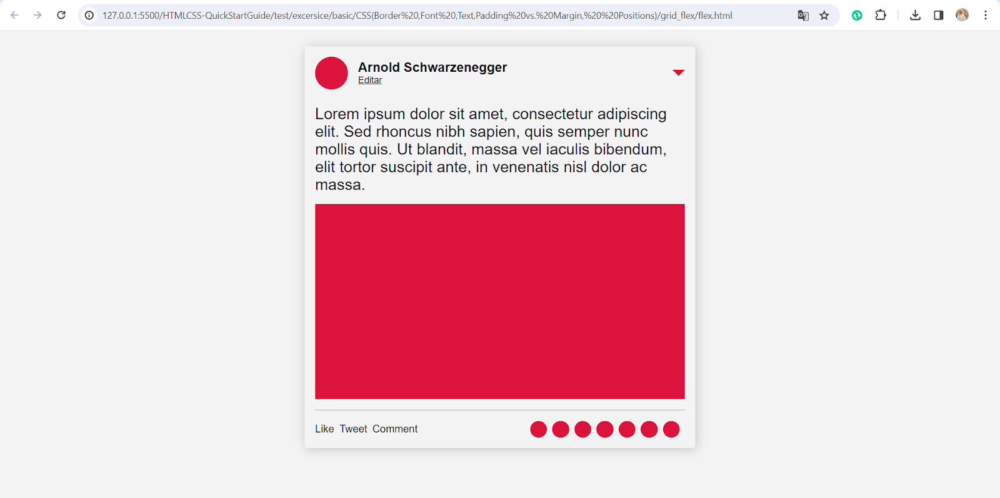 127.0.0.1:5500/HTMLCSS-QuickStartGuide/test/excersice/basic/CSS(Border%20,Font%20,Text,Padding%20vs.%20Margin,%20%20Positions)/grid_flex/flex.html
Arnold Schwarzenegger
Editar
Lorem ipsum dolor sit amet, consectetur adipiscing
elit. Sed rhoncus nibh sapien, quis semper nunc
mollis quis. Ut blandit, massa vel iaculis bibendum,
elit tortor suscipit ante, in venenatis nisl dolor ac
massa.
Like Tweet Comment